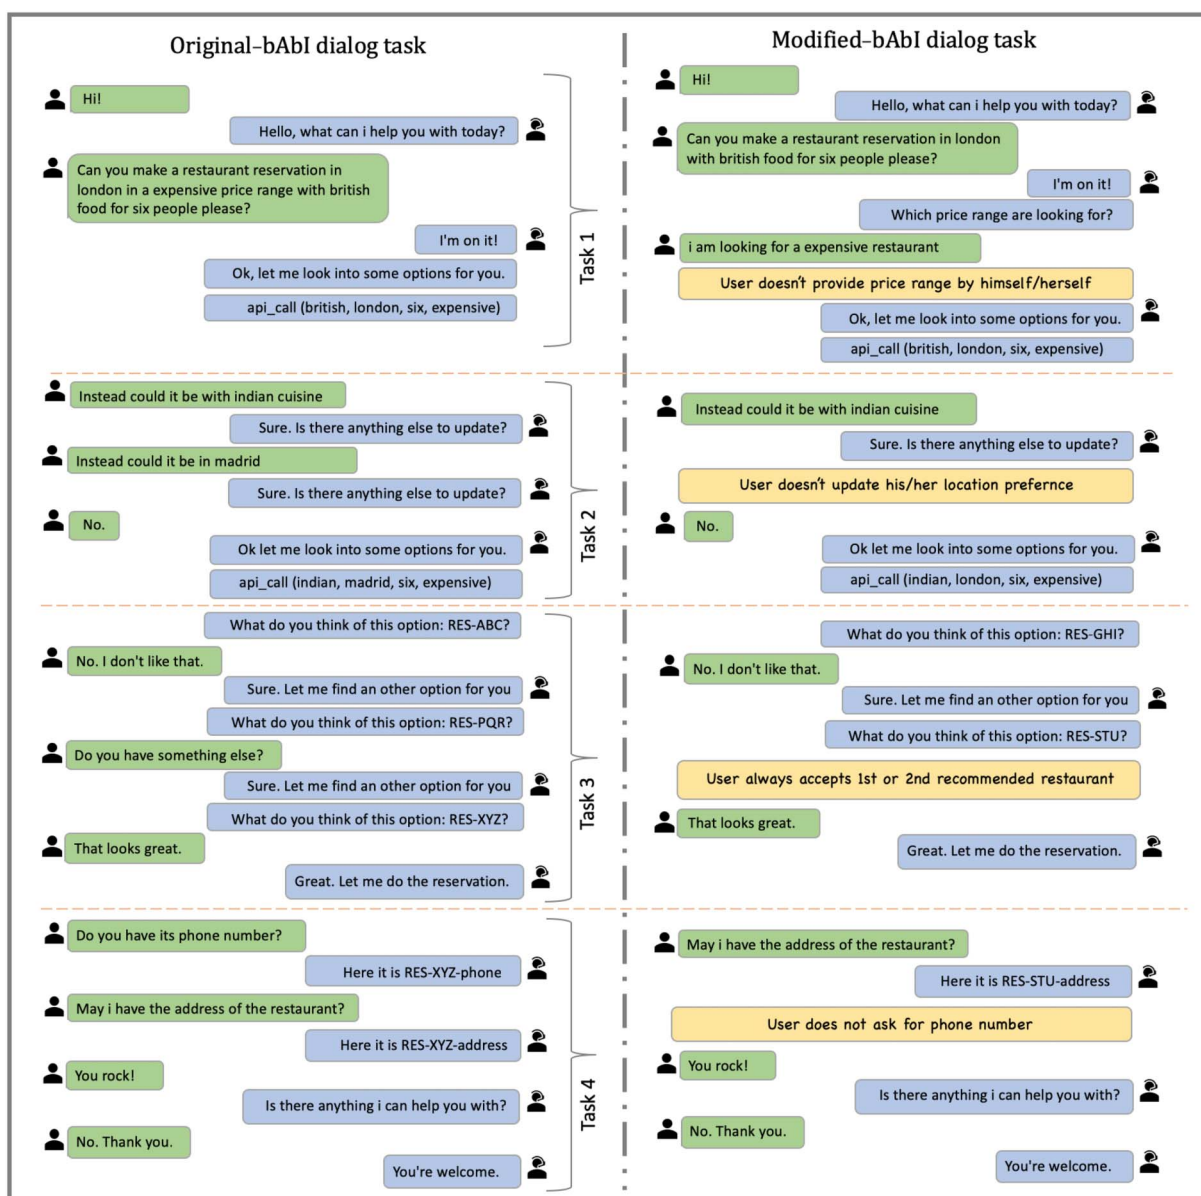 Original-bAbI dialog task
Hi!
Hello, what can i help you with today?
Can you make a restaurant reservation in
london in a expensive price range with british
food for six people please?
I'm on it!
Ok, let me look into some options for you.
api_call (british, london, six, expensive)
Task 1
Instead could it be with indian cuisine
Sure. Is there anything else to update?
Instead could it be in madrid
Sure. Is there anything else to update?
No.
Ok let me look into some options for you.
api_call (indian, madrid, six, expensive)
Task 2
What do you think of this option: RES-ABC?
No. I don't like that.
Sure. Let me find an other option for you
What do you think of this option: RES-PQR?
Do you have something else?
Sure. Let me find an other option for you
What do you think of this option: RES-XYZ?
That looks great.
Great. Let me do the reservation.
Task 3
Do you have its phone number?
Here it is RES-XYZ-phone
May i have the address of the restaurant?
Here it is RES-XYZ-address
You rock!
Is there anything i can help you with?
No. Thank you.
You're welcome.
Task 4
Modified-bAbI dialog task
Hi!
Hello, what can i help you with today?
Can you make a restaurant reservation in london
with british food for six people please?
I'm on it!
Which price range are looking for?
i am looking for a expensive restaurant
User doesn't provide price range by himself/herself
Ok, let me look into some options for you.
api_call (british, london, six, expensive)
Instead could it be with indian cuisine
Sure. Is there anything else to update?
User doesn't update his/her location prefernce
No.
Ok let me look into some options for you.
api_call (indian, london, six, expensive)
What do you think of this option: RES-GHI?
No. I don't like that.
Sure. Let me find an other option for you
What do you think of this option: RES-STU?
User always accepts 1st or 2nd recommended restaurant
That looks great.
Great. Let me do the reservation.
May i have the address of the restaurant?
Here it is RES-STU-address
User does not ask for phone number
You rock!
Is there anything i can help you with?
No. Thank you.
You're welcome.